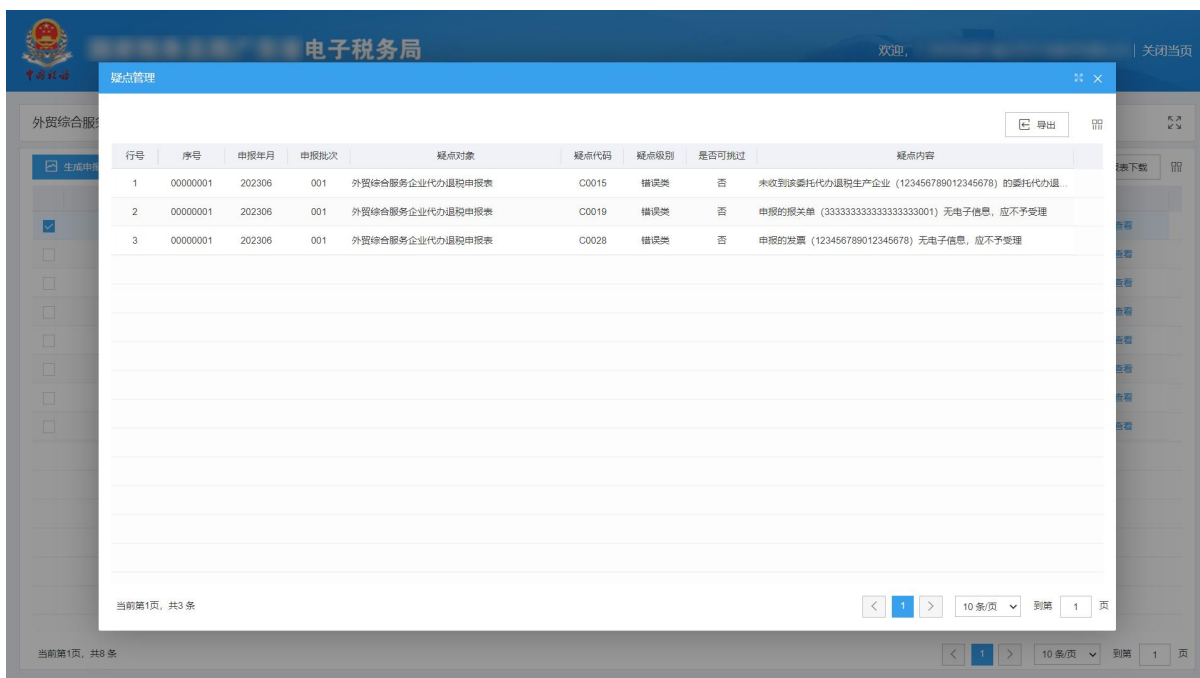 电子税务局
欢迎,
关闭当页
中国税务
疑点管理
外贸综合服
导出
生成申报
表下载
行号 序号 申报年月 申报批次 疑点对象 疑点代码 疑点级别 是否可挑过 疑点内容
1 00000001 202306 001 外贸综合服务企业代办退税申报表 C0015 错误类 否 未收到该委托代办退税生产企业（123456789012345678）的委托代办退...
2 00000001 202306 001 外贸综合服务企业代办退税申报表 C0019 错误类 否 申报的报关单（333333333333333333001）无电子信息，应不予受理
3 00000001 202306 001 外贸综合服务企业代办退税申报表 C0028 错误类 否 申报的发票（123456789012345678）无电子信息，应不予受理
查看
查看
查看
查看
查看
查看
查看
查看
当前第1页，共3 条
1 10 条/页 到第 1 页
当前第1页，共8 条
1 10 条/页 到第 1 页